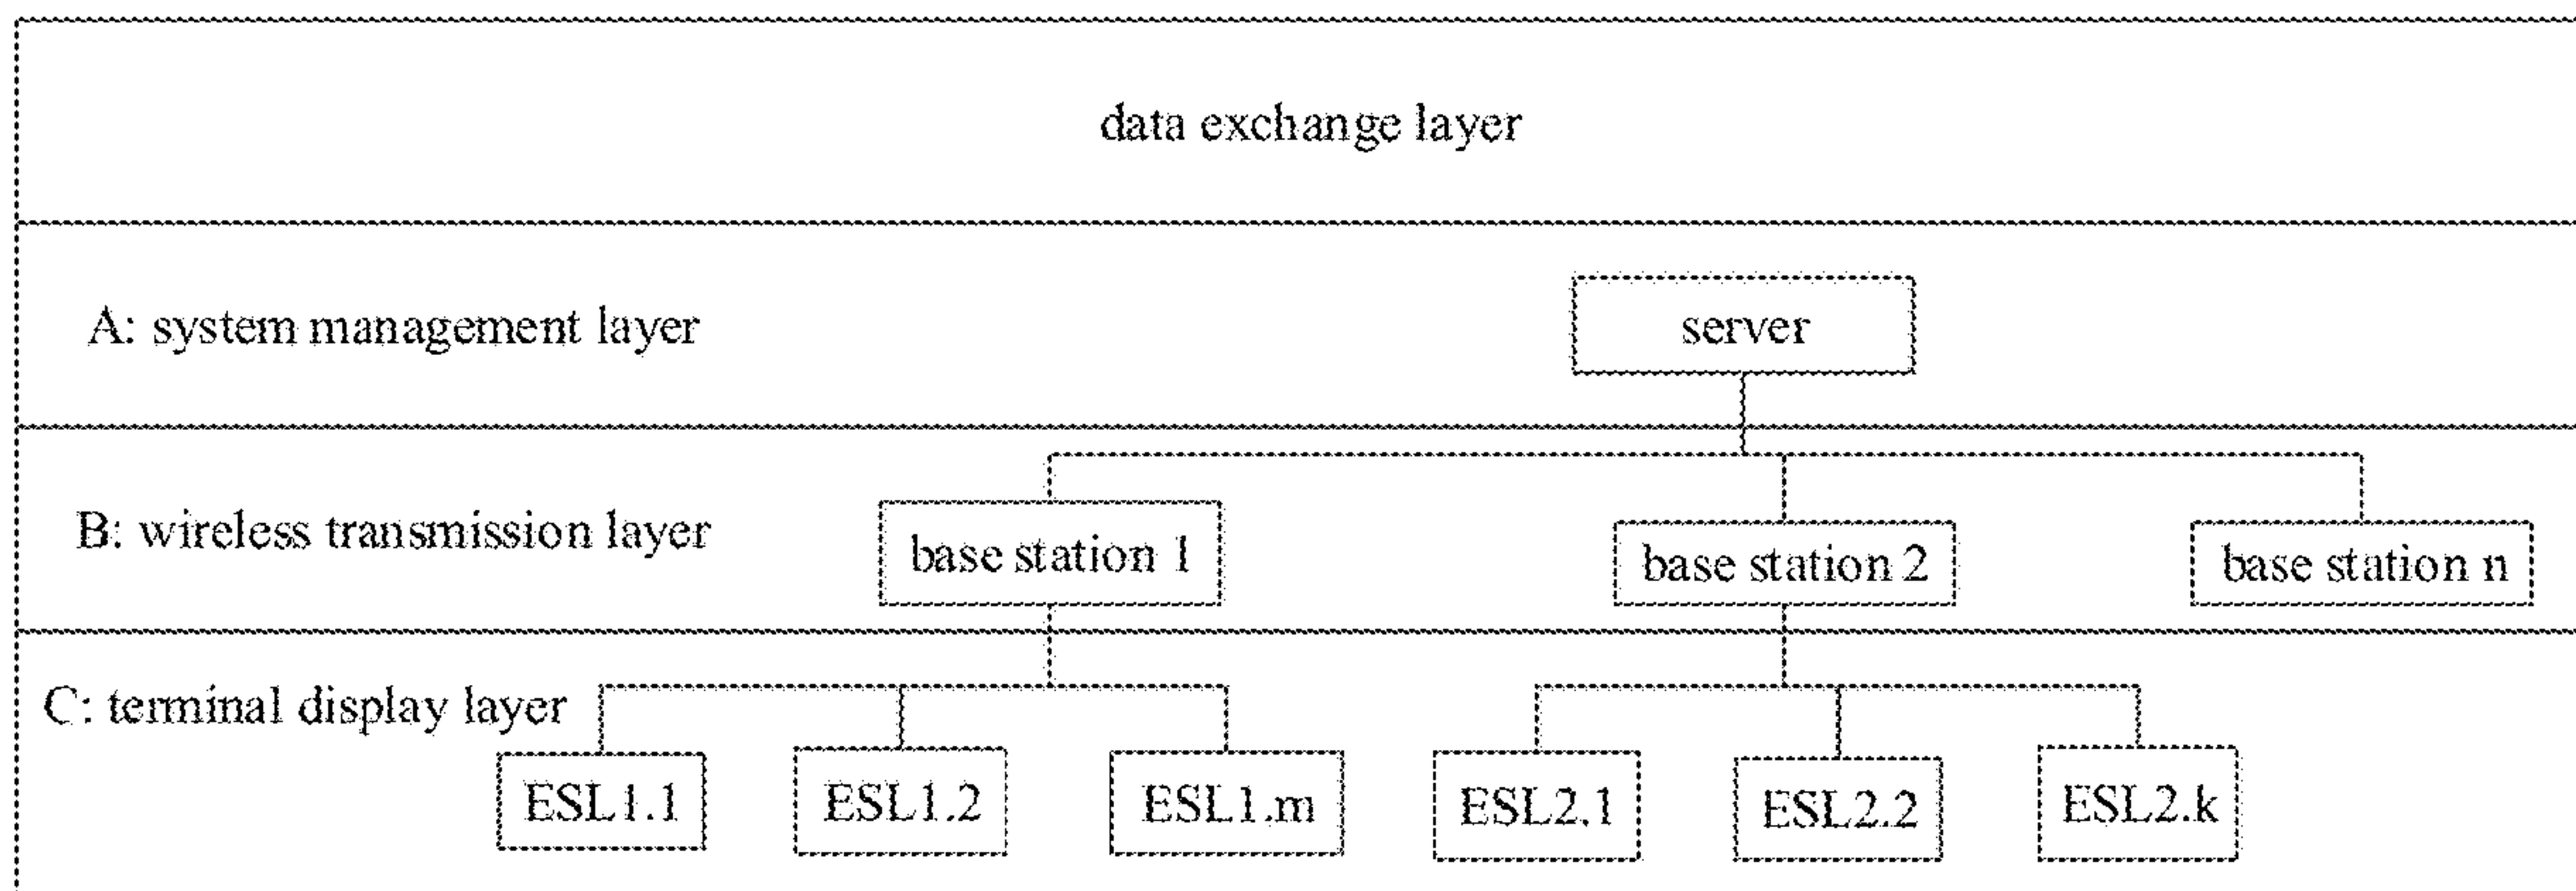 data exchange layer
A: system management layer
server
B: wireless transmission layer
base station 1
base station 2
base station n
C: terminal display layer
ESL1.1
ESL1.2
ESL1.m
ESL2.1
ESL2.2
ESL2.k